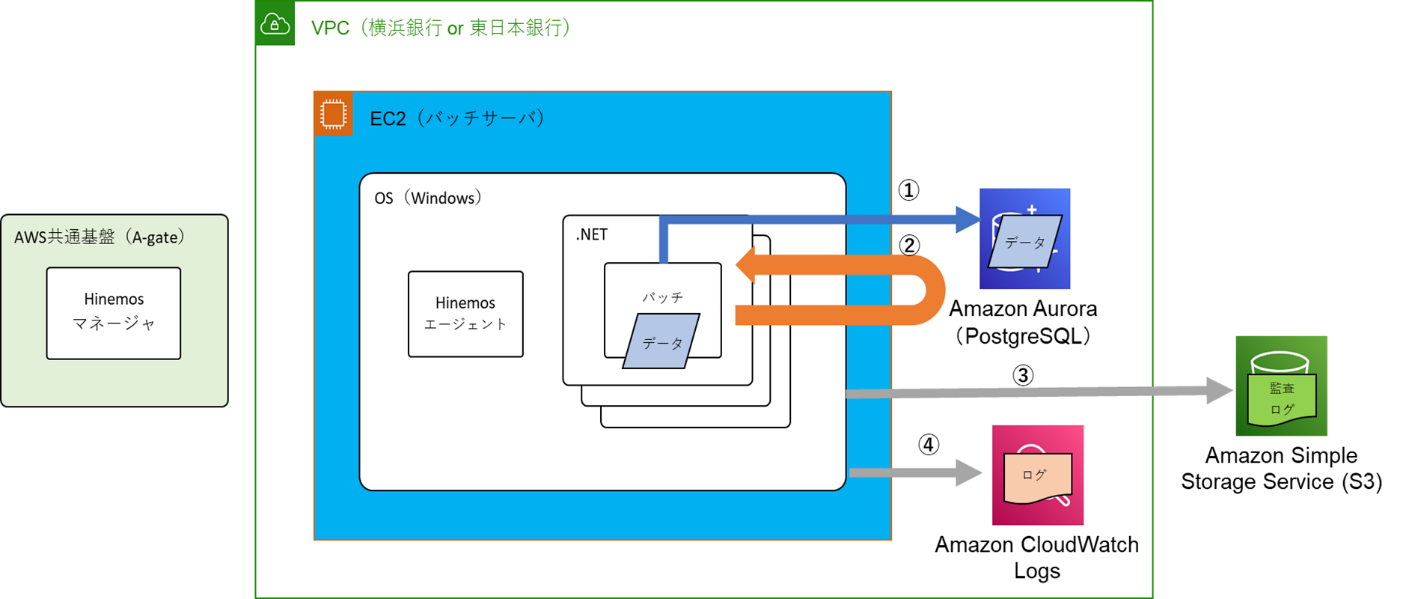 VPC（横浜銀行 or 東日本銀行）
EC2（バッチサーバ）
OS（Windows）
AWS共通基盤（A-gate）
Hinemos
マネージャ
Hinemos
エージェント
.NET
バッチ
データ
①
②
③
④
データ
Amazon Aurora
（PostgreSQL）
監査
ログ
Amazon Simple
Storage Service (S3)
ログ
Amazon CloudWatch
Logs